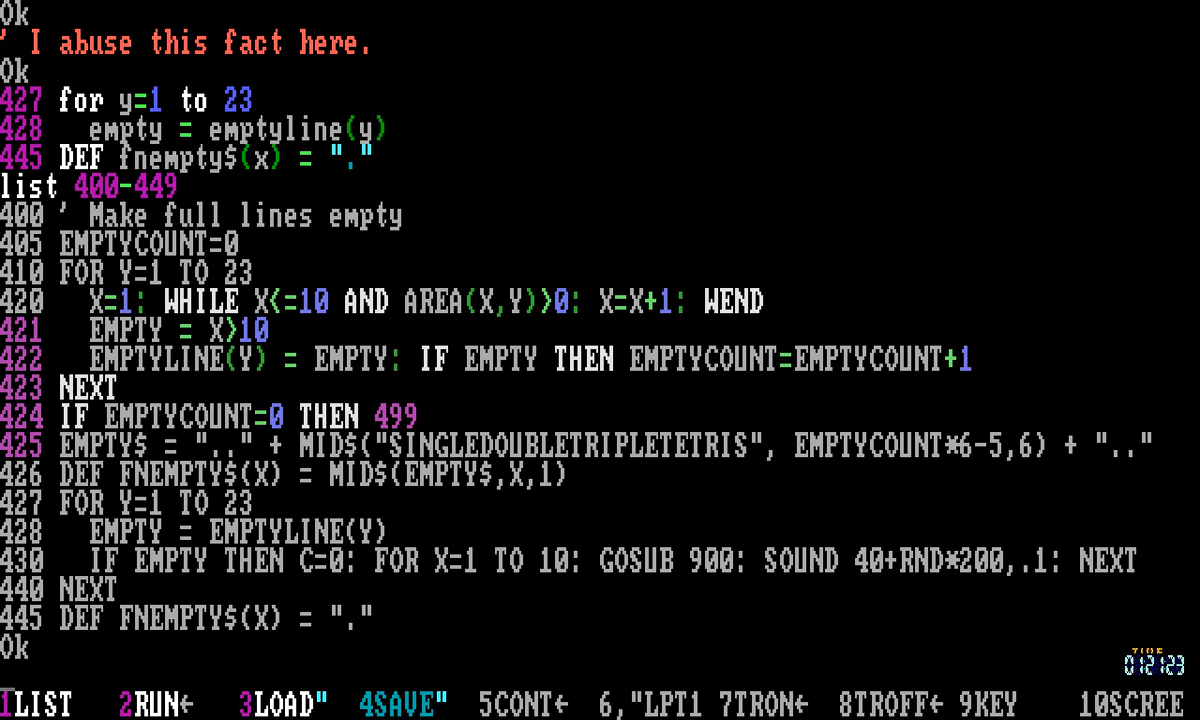 Ok
' I abuse this fact here.
Ok
427 for y=1 to 23
428   empty = emptyline(y)
445 DEF fnempty$(x) = "."
list 400-449
400 ' Make full lines empty
405 EMPTYCOUNT=0
410 FOR Y=1 TO 23
420   X=1: WHILE X<=10 AND AREA(X,Y)>0: X=X+1: WEND
421   EMPTY = X>10
422   EMPTYLINE(Y) = EMPTY: IF EMPTY THEN EMPTYCOUNT=EMPTYCOUNT+1
423 NEXT
424 IF EMPTYCOUNT=0 THEN 499
425 EMPTY$ = ".." + MID$("SINGLEDOUBLETRIPLETETRIS", EMPTYCOUNT*6-5,6) + ".."
426 DEF FNEMPTY$(X) = MID$(EMPTY$,X,1)
427 FOR Y=1 TO 23
428   EMPTY = EMPTYLINE(Y)
430   IF EMPTY THEN C=0: FOR X=1 TO 10: GOSUB 900: SOUND 40+RND*200,.1: NEXT
440 NEXT
445 DEF FNEMPTY$(X) = "."
Ok
TIME
012123
1LIST   2RUN←   3LOAD"  4SAVE"  5CONT←  6,"LPT1 7TRON←  8TROFF← 9KEY    10SCREE